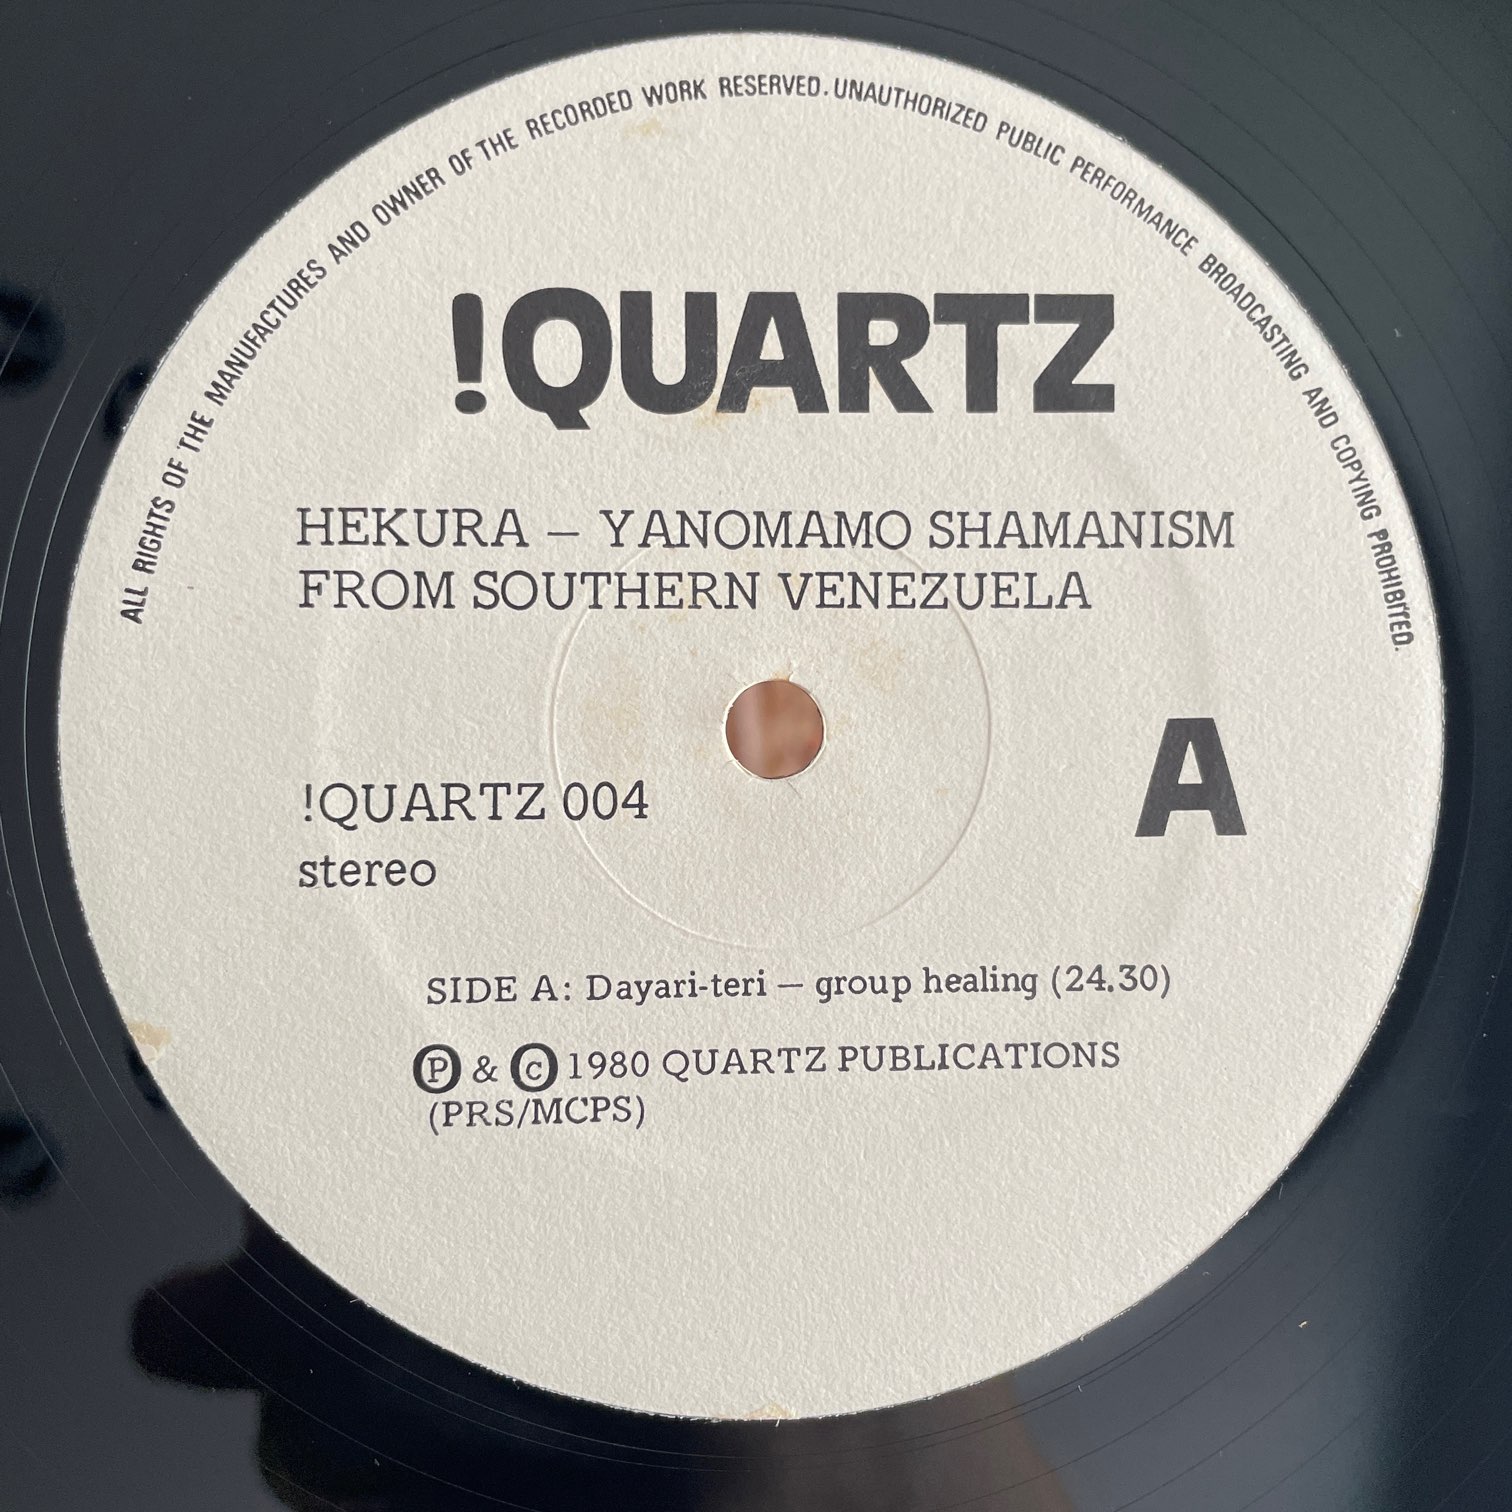 ALL RIGHTS OF THE MANUFACTURES AND OWNER OF THE RECORDED WORK RESERVED. UNAUTHORIZED PUBLIC PERFORMANCE BROADCASTING AND COPYING PROHIBITED.
!QUARTZ
HEKURA – YANOMAMO SHAMANISM
FROM SOUTHERN VENEZUELA
A
!QUARTZ 004
stereo
SIDE A: Dayari-teri – group healing (24.30)
Ⓟ & © 1980 QUARTZ PUBLICATIONS
(PRS/MCPS)